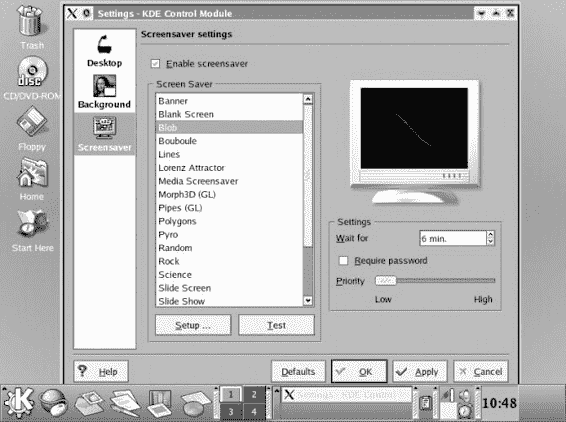 Settings - KDE Control Module
Trash
CD/DVD-ROM
Floppy
Home
Start Here
Desktop
Background
Screensaver
Screensaver settings
Enable screensaver
Screen Saver
Banner
Blank Screen
Blob
Bouboule
Lines
Lorenz Attractor
Media Screensaver
Morph3D (GL)
Pipes (GL)
Polygons
Pyro
Random
Rock
Science
Slide Screen
Slide Show
Setup ...
Test
Settings
Wait for
6 min.
Require password
Priority
Low
High
Help
Defaults
OK
Apply
Cancel
1 2
3 4
Settings - KDE Control
10:48